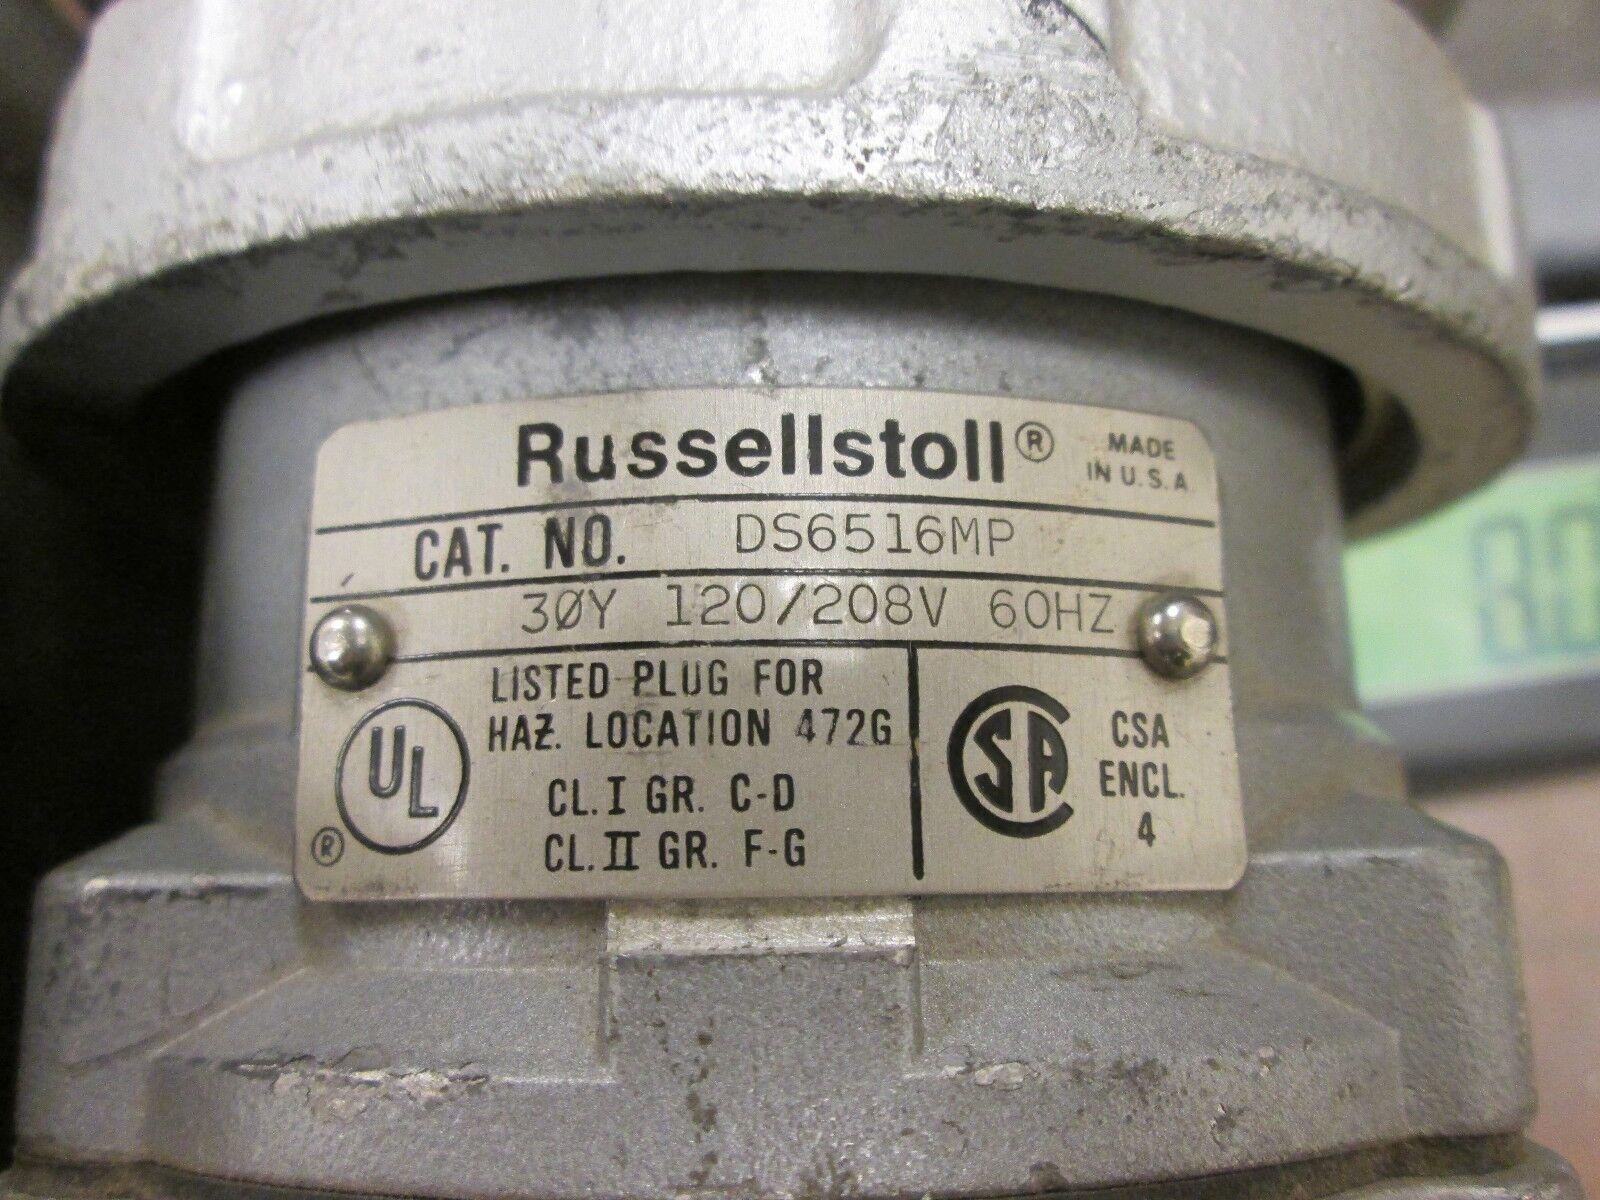 Russellstoll® MADE IN U.S.A
CAT. NO. DS6516MP
3ØY 120/208V 60HZ
LISTED PLUG FOR
HAZ. LOCATION 472G
CL. I GR. C-D
CL. II GR. F-G
UL
®
SA
CSA
ENCL.
4